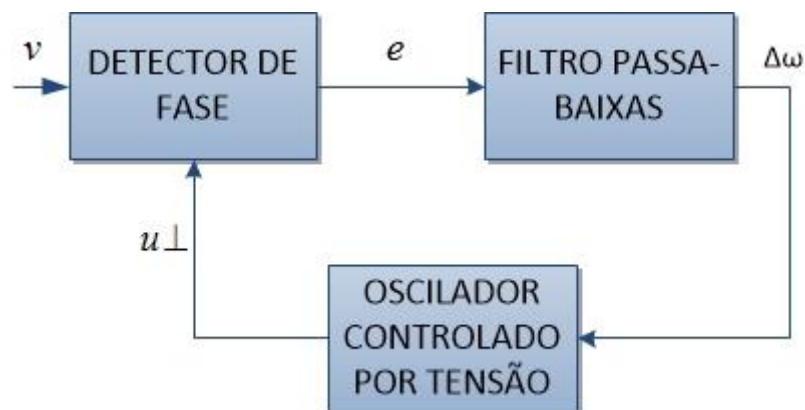 v
DETECTOR DE
FASE
e
FILTRO PASSA-
BAIXAS
Δω
u⊥
OSCILADOR
CONTROLADO
POR TENSÃO